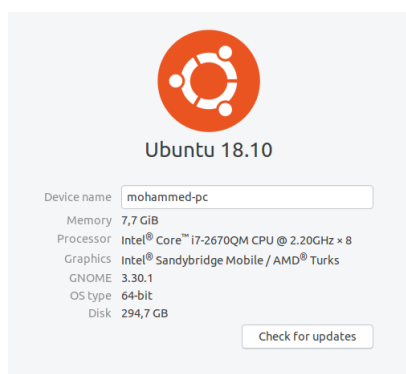 Ubuntu 18.10
Device name mohammed-pc
Memory 7,7 GiB
Processor Intel® Core™ i7-2670QM CPU @ 2.20GHz × 8
Graphics Intel® Sandybridge Mobile / AMD® Turks
GNOME 3.30.1
OS type 64-bit
Disk 294,7 GB
Check for updates